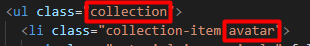 <ul class="collection">
<li class="collection-item avatar">